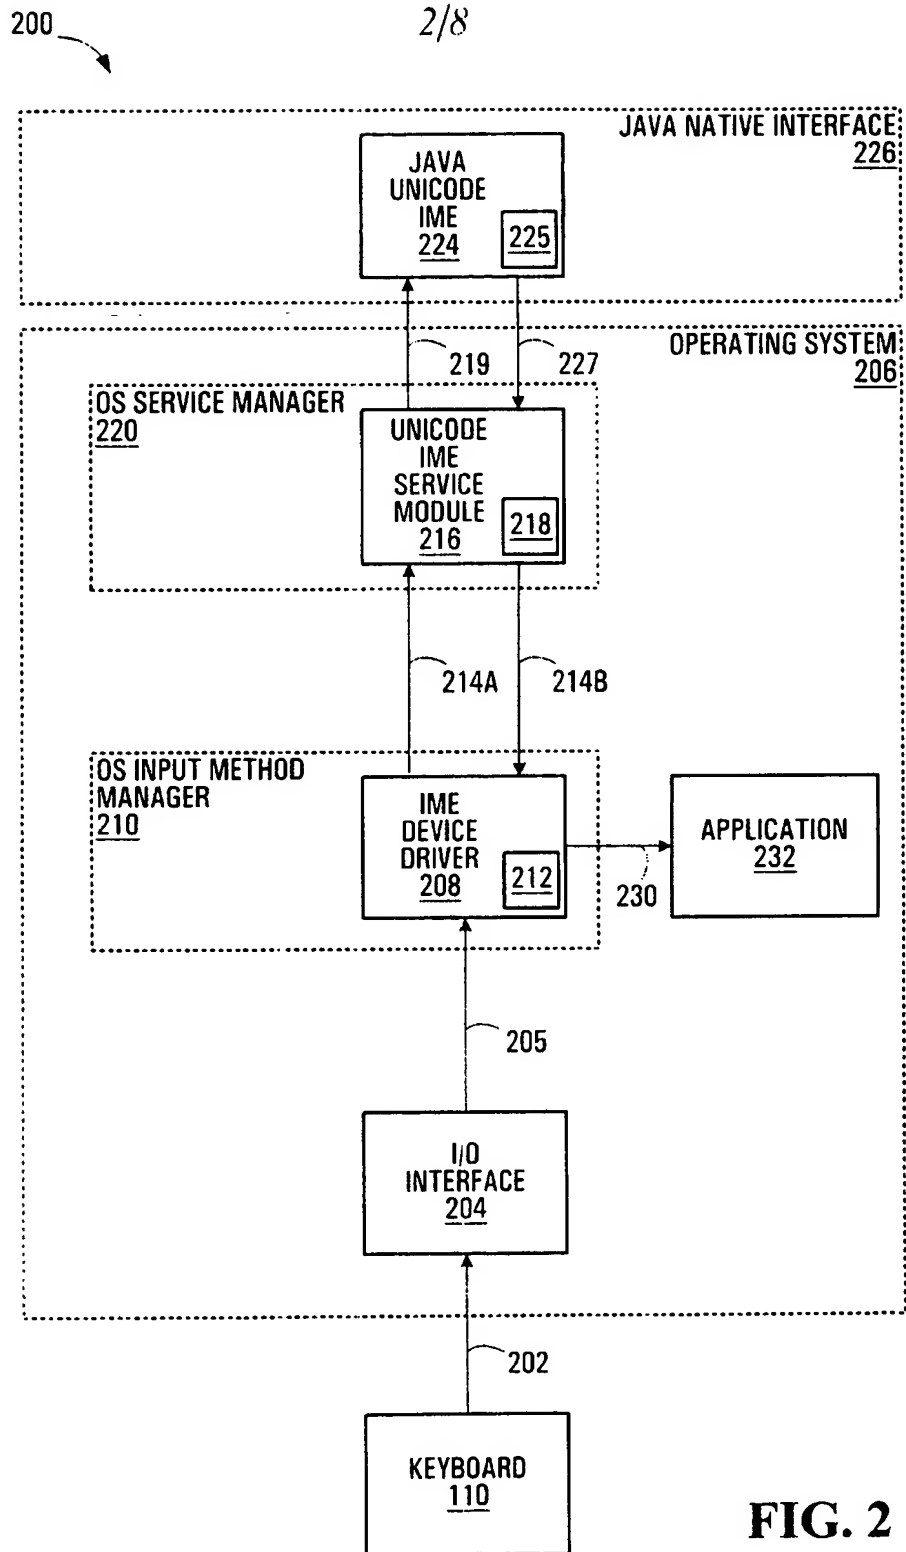 200
2/8
JAVA NATIVE INTERFACE
226
JAVA
UNICODE
IME
224
225
219
227
OPERATING SYSTEM
206
OS SERVICE MANAGER
220
UNICODE
IME
SERVICE
MODULE
216
218
214A
214B
OS INPUT METHOD
MANAGER
210
IME
DEVICE
DRIVER
208
212
230
APPLICATION
232
205
I/O
INTERFACE
204
202
KEYBOARD
110
FIG. 2